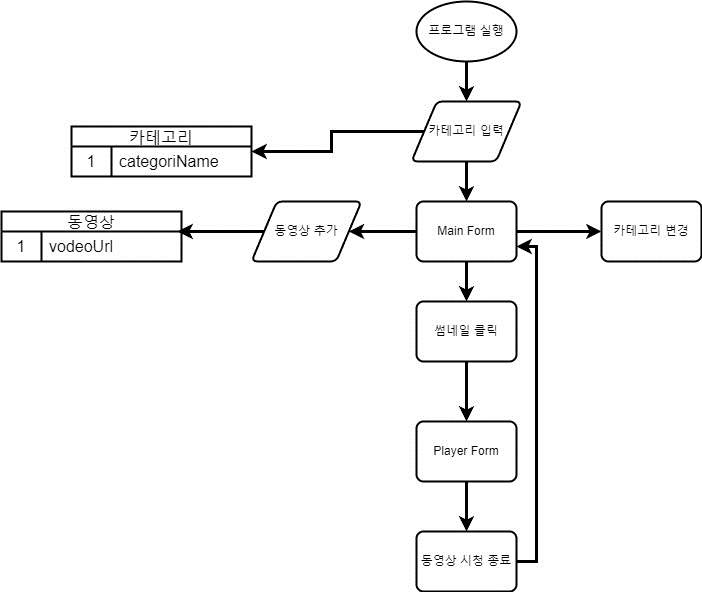 프로그램 실행
카테고리 입력
카테고리
1 categoriName
동영상
1 vodeoUrl
동영상 추가
Main Form
카테고리 변경
썸네일 클릭
Player Form
동영상 시청 종료